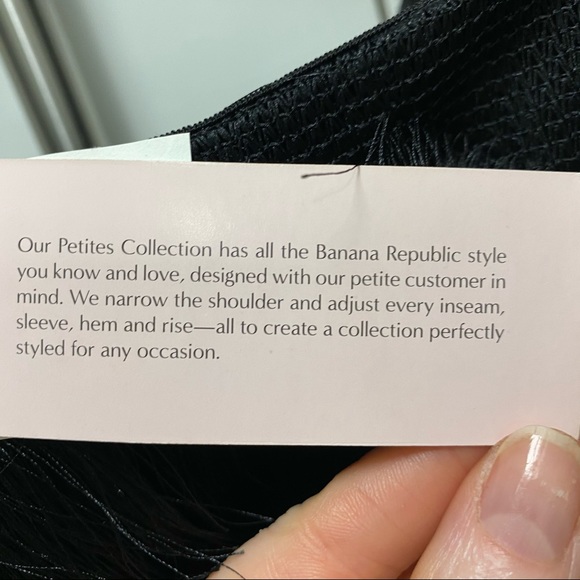 Our Petites Collection has all the Banana Republic style
you know and love, designed with our petite customer in
mind. We narrow the shoulder and adjust every inseam,
sleeve, hem and rise—all to create a collection perfectly
styled for any occasion.